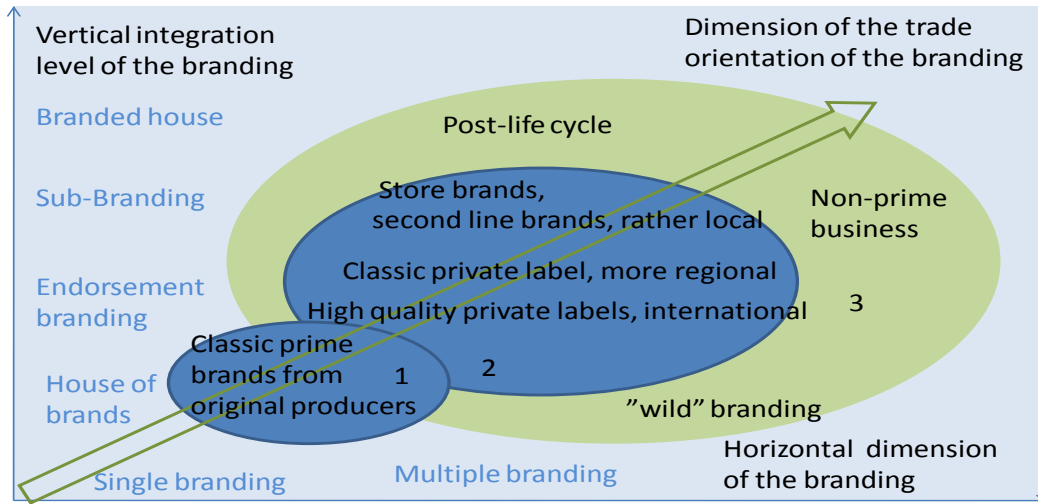 Vertical integration
level of the branding
Dimension of the trade
orientation of the branding
Branded house
Post-life cycle
Sub-Branding
Store brands,
second line brands, rather local
Non-prime
business
Classic private label, more regional
Endorsement
branding
High quality private labels, international
3
Classic prime
brands from
original producers
1
2
House of
brands
”wild” branding
Horizontal dimension
of the branding
Single branding
Multiple branding